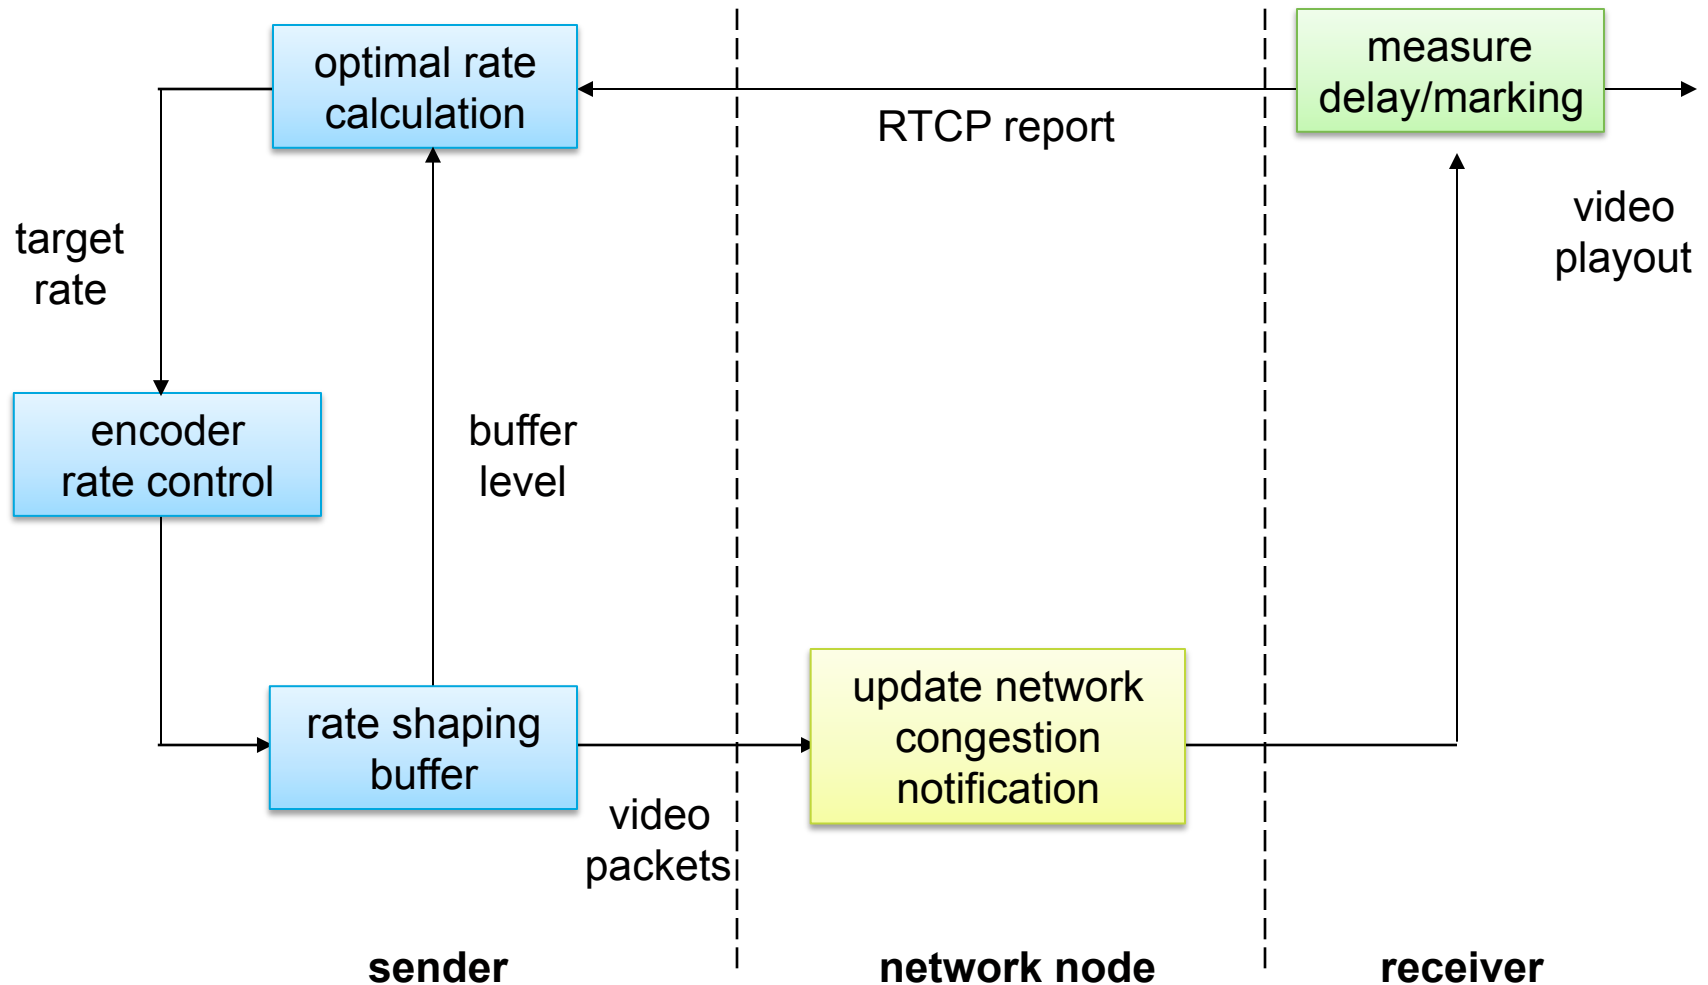 optimal rate
calculation
measure
delay/marking
RTCP report
target
rate
video
playout
encoder
rate control
buffer
level
rate shaping
buffer
update network
congestion
notification
video
packets
sender
network node
receiver